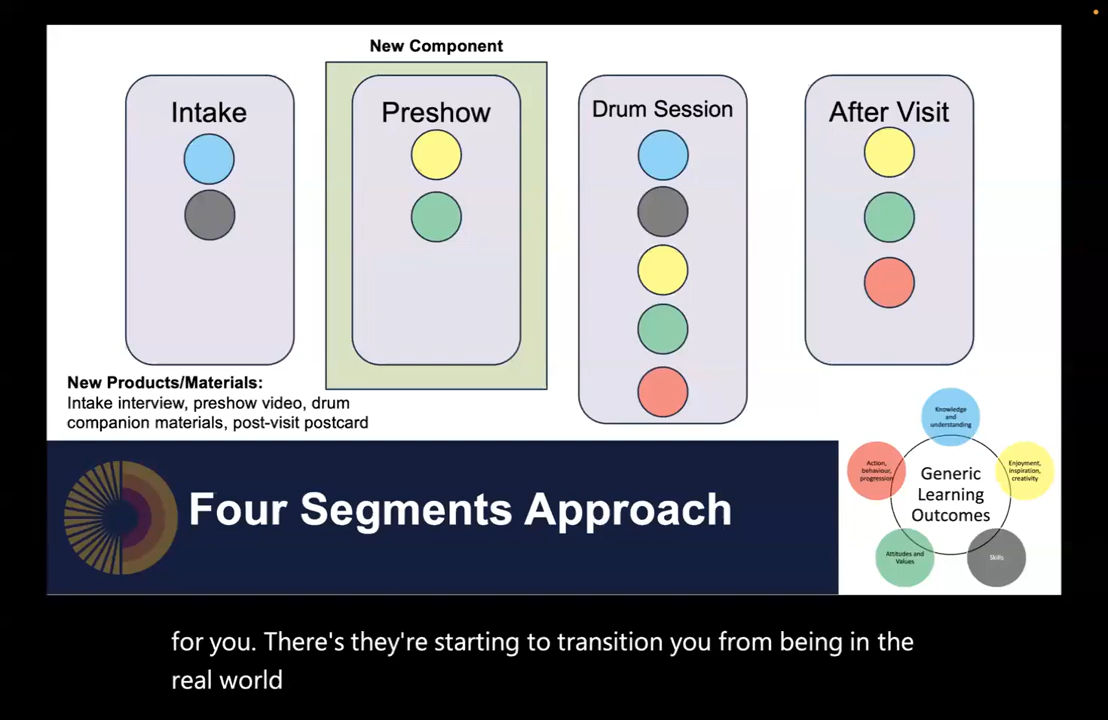 New Component
Intake
Preshow
Drum Session
After Visit
New Products/Materials:
Intake interview, preshow video, drum
companion materials, post-visit postcard
Four Segments Approach
Knowledge
and
understanding
Action,
behaviour,
progression
Enjoyment,
inspiration,
creativity
Generic
Learning
Outcomes
Attitudes and
Values
Skills
for you. There's they're starting to transition you from being in the
real world